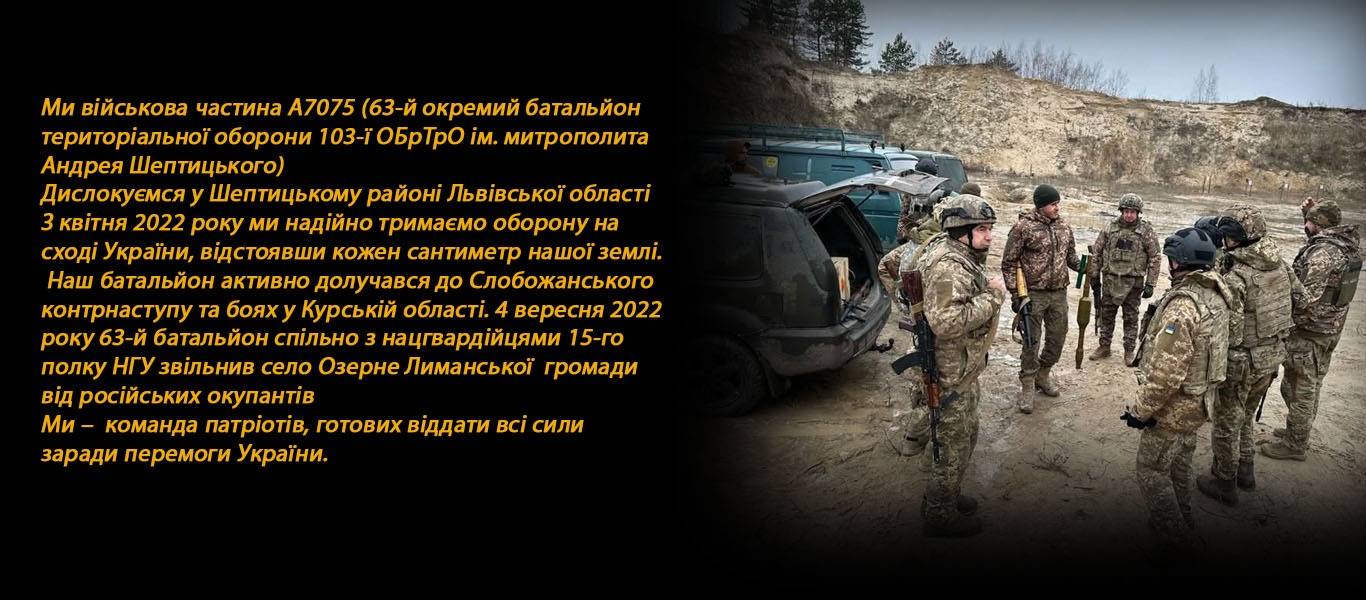 Ми військова частина А7075 (63-й окремий батальйон
територіальної оборони 103-ї ОБрТрО ім. митрополита
Андрея Шептицького)
Дислокуємся у Шептицькому районі Львівської області
З квітня 2022 року ми надійно тримаємо оборону на
сході України, відстоявши кожен сантиметр нашої землі.
Наш батальйон активно долучався до Слобожанського
контрнаступу та боях у Курській області. 4 вересня 2022
року 63-й батальйон спільно з нацгвардійцями 15-го
полку НГУ звільнив село Озерне Лиманської  громади
від російських окупантів
Ми –  команда патріотів, готових віддати всі сили
заради перемоги України.